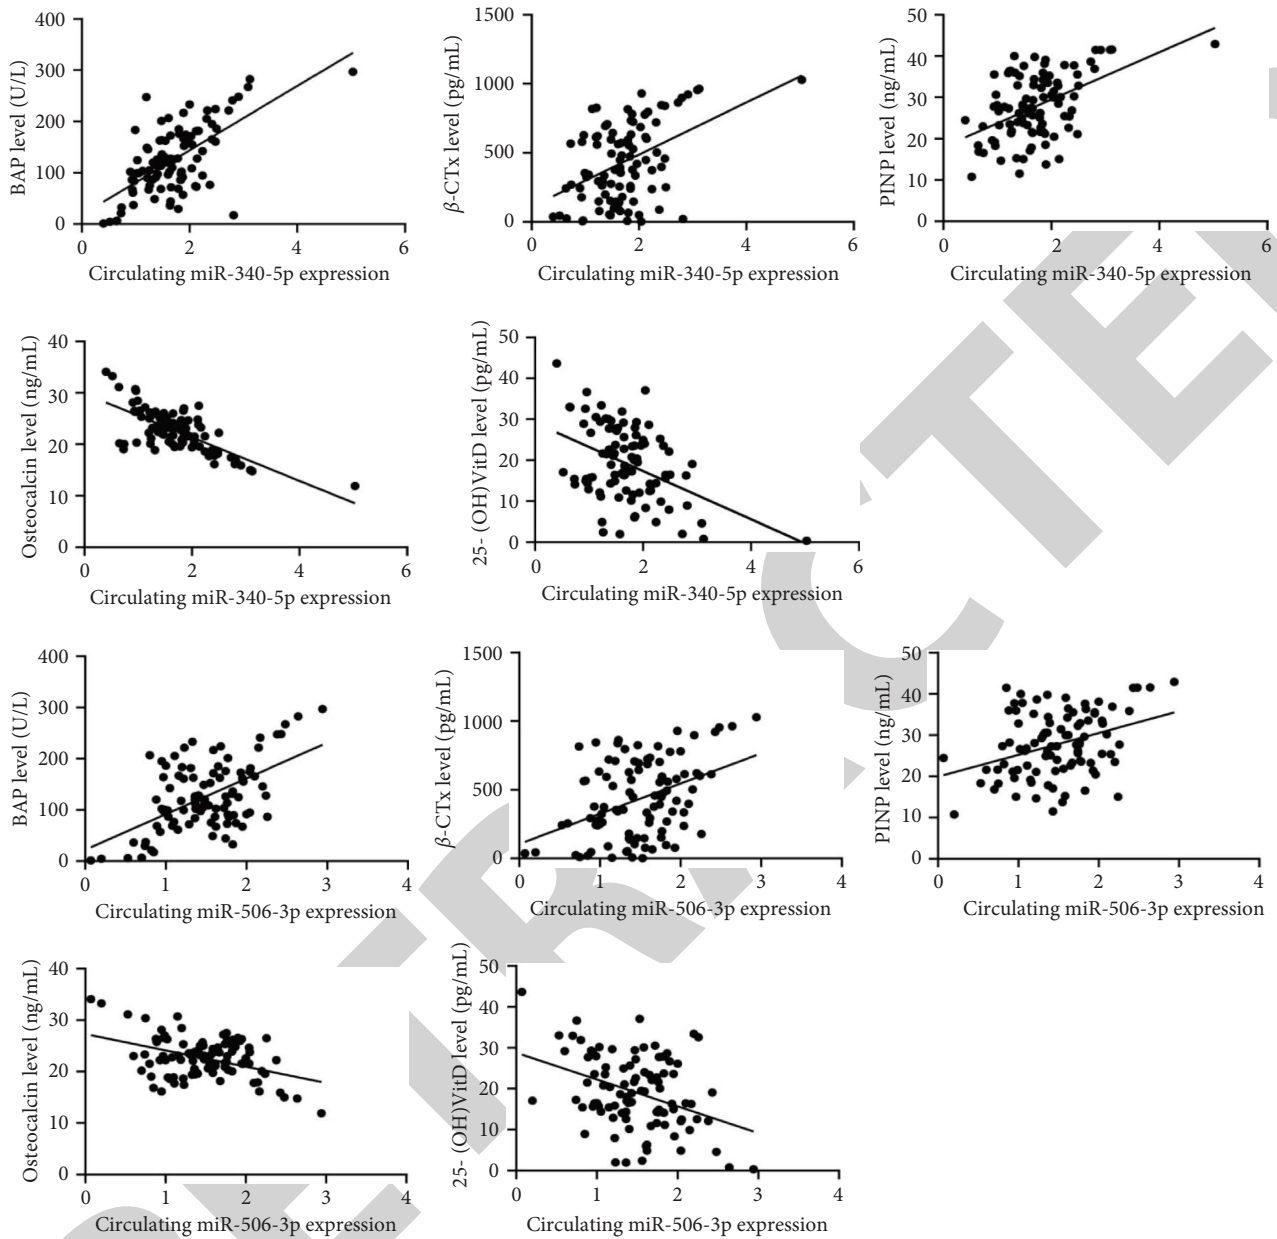 BAP level (U/L)
400
300
200
100
0
0 2 4 6
Circulating miR-340-5p expression
β-CTx level (pg/mL)
1500
1000
500
0
0 2 4 6
Circulating miR-340-5p expression
PINP level (ng/mL)
50
40
30
20
10
0
0 2 4 6
Circulating miR-340-5p expression
Osteocalcin level (ng/mL)
40
30
20
10
0
0 2 4 6
Circulating miR-340-5p expression
25- (OH)VitD level (pg/mL)
50
40
30
20
10
0
0 2 4 6
Circulating miR-340-5p expression
BAP level (U/L)
400
300
200
100
0
0 1 2 3 4
Circulating miR-506-3p expression
β-CTx level (pg/mL)
1500
1000
500
0
0 1 2 3 4
Circulating miR-506-3p expression
PINP level (ng/mL)
50
40
30
20
10
0
0 1 2 3 4
Circulating miR-506-3p expression
Osteocalcin level (ng/mL)
40
30
20
10
0
0 1 2 3 4
Circulating miR-506-3p expression
25- (OH)VitD level (pg/mL)
50
40
30
20
10
0
0 1 2 3 4
Circulating miR-506-3p expression